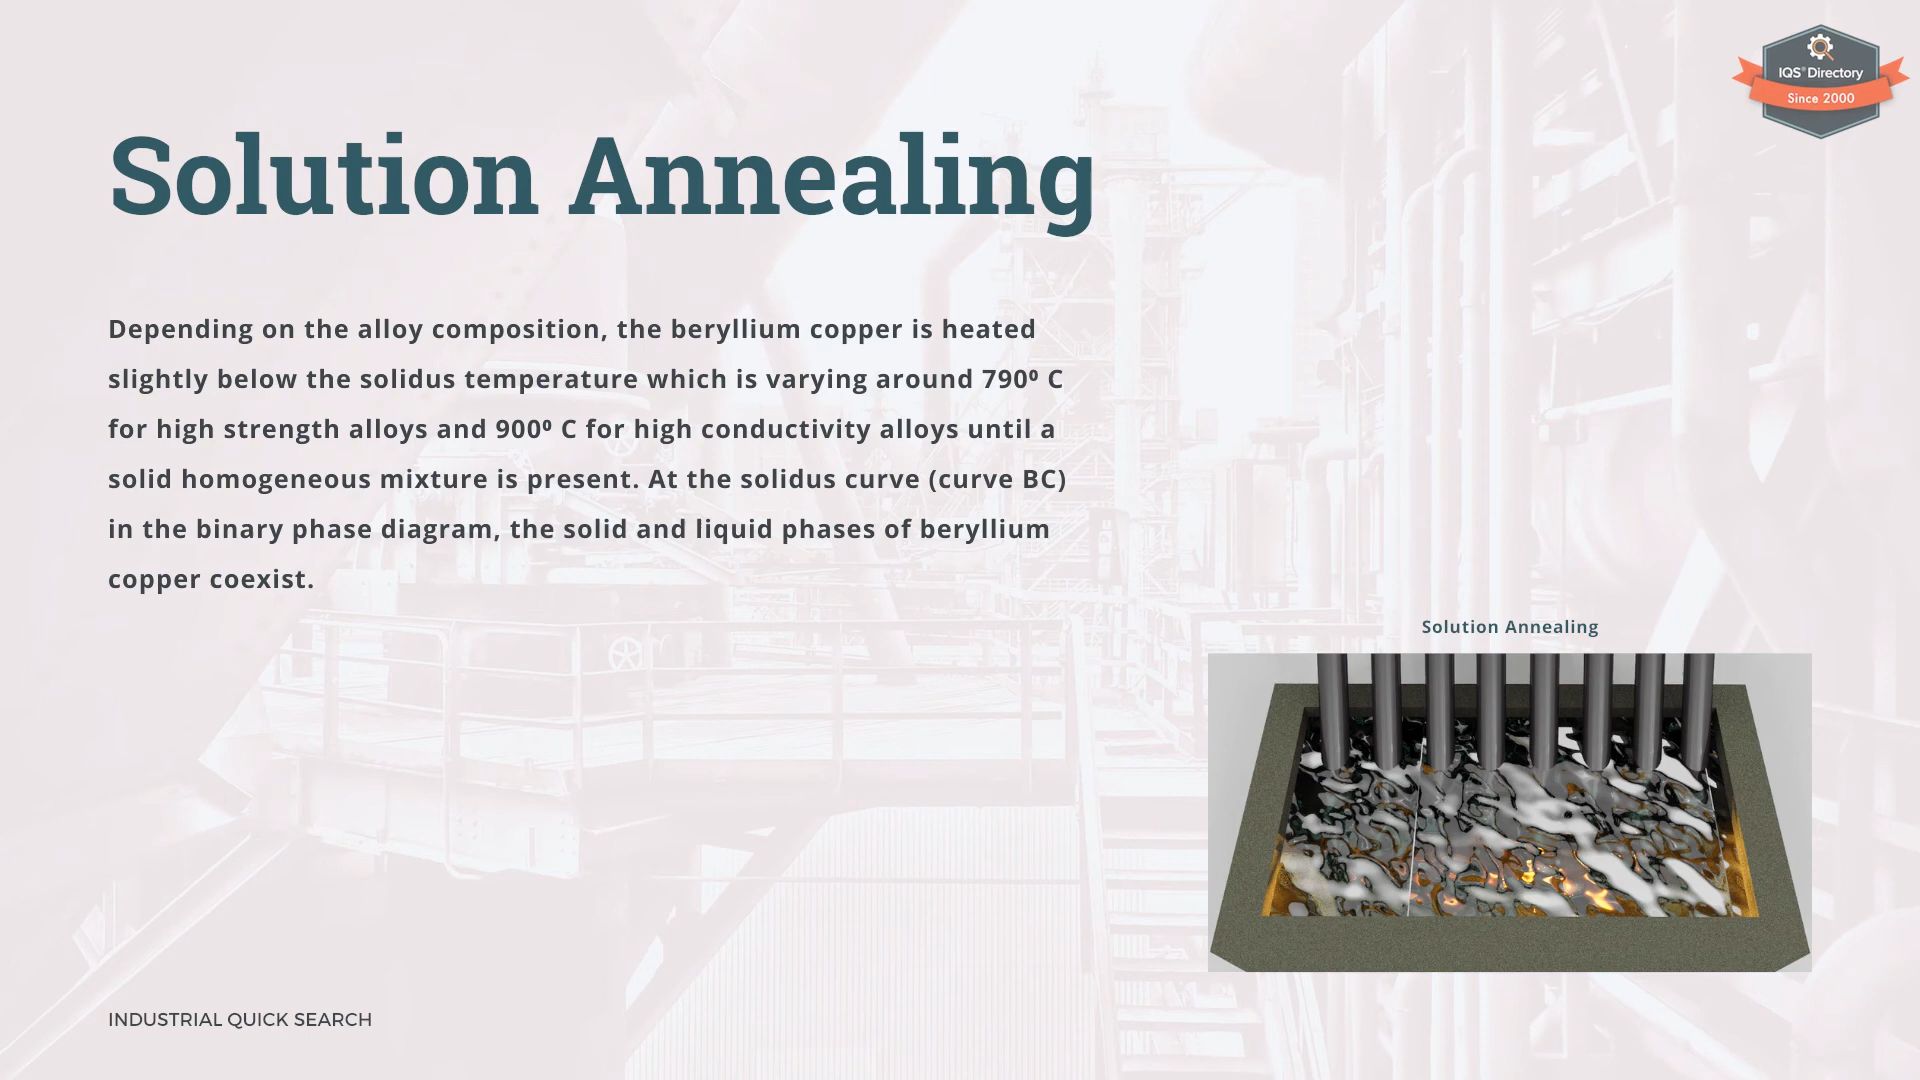 IQS® Directory
Since 2000
Solution Annealing
Depending on the alloy composition, the beryllium copper is heated
slightly below the solidus temperature which is varying around 790⁰ C
for high strength alloys and 900⁰ C for high conductivity alloys until a
solid homogeneous mixture is present. At the solidus curve (curve BC)
in the binary phase diagram, the solid and liquid phases of beryllium
copper coexist.
Solution Annealing
INDUSTRIAL QUICK SEARCH